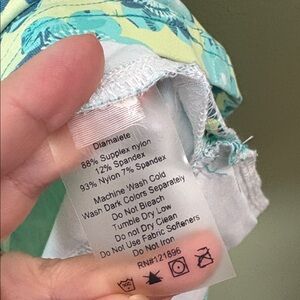 Diamaiete
88% Supplex nylon
12% Spandex
93% Nylon 7% Spandex
Machine Wash Cold
Wash Dark Colors Separately
Do Not Bleach
Tumble Dry Low
Do not Dry Clean
Do Not Use Fabric Softeners
Do Not Iron
RN#121896